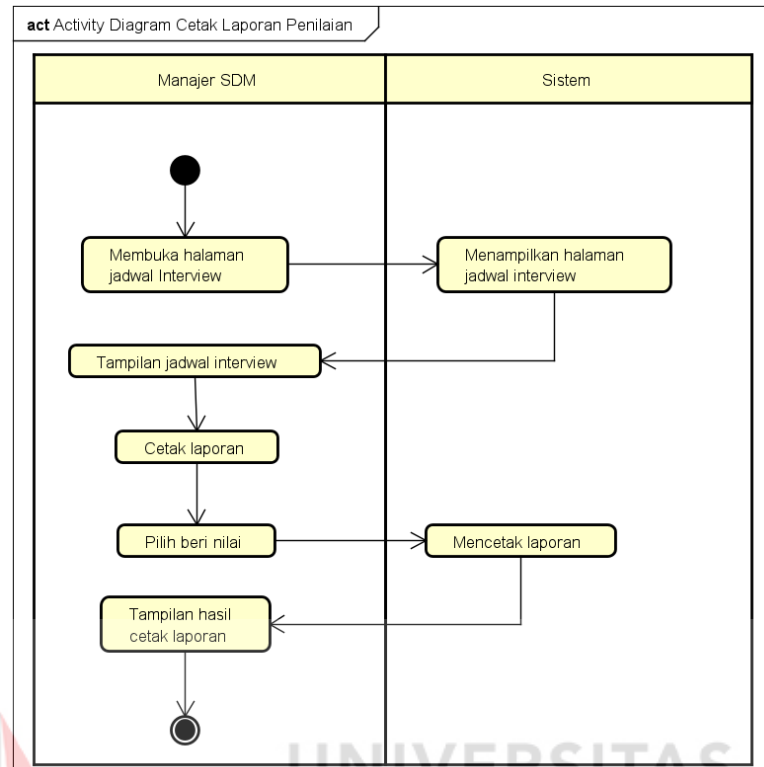 act Activity Diagram Cetak Laporan Penilaian
Manajer SDM
Sistem
Membuka halaman
jadwal Interview
Menampilkan halaman
jadwal interview
Tampilan jadwal interview
Cetak laporan
Pilih beri nilai
Mencetak laporan
Tampilan hasil
cetak laporan
UNIVERSITAS